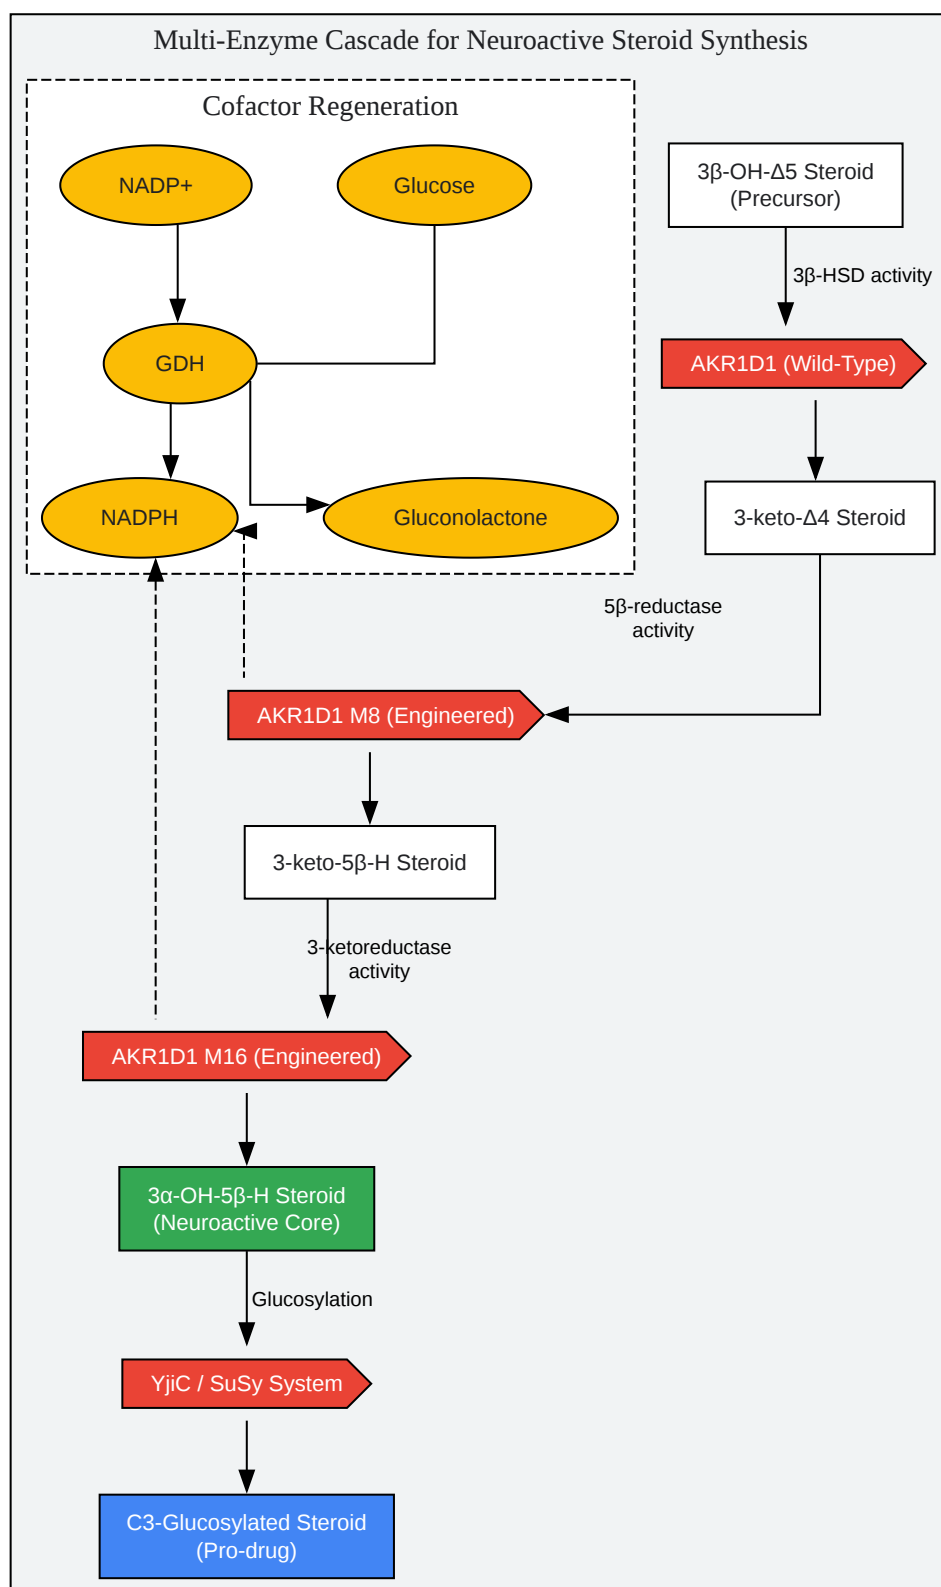 Multi-Enzyme Cascade for Neuroactive Steroid Synthesis
Cofactor Regeneration
NADP+
Glucose
3β-OH-Δ5 Steroid
(Precursor)
3β-HSD activity
GDH
AKR1D1 (Wild-Type)
NADPH
Gluconolactone
3-keto-Δ4 Steroid
5β-reductase
activity
AKR1D1 M8 (Engineered)
3-keto-5β-H Steroid
3-ketoreductase
activity
AKR1D1 M16 (Engineered)
3α-OH-5β-H Steroid
(Neuroactive Core)
Glucosylation
YjiC / SuSy System
C3-Glucosylated Steroid
(Pro-drug)